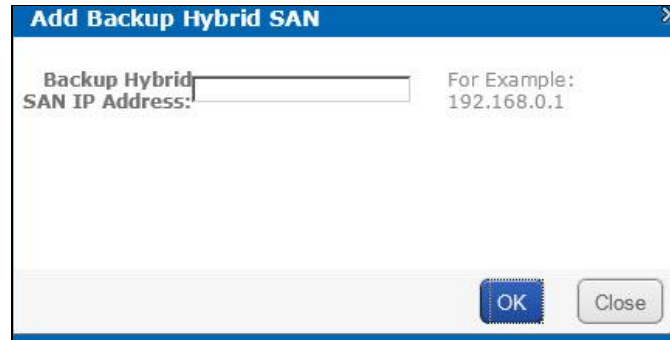 Add Backup Hybrid SAN
Backup Hybrid
SAN IP Address:
For Example:
192.168.0.1
OK
Close